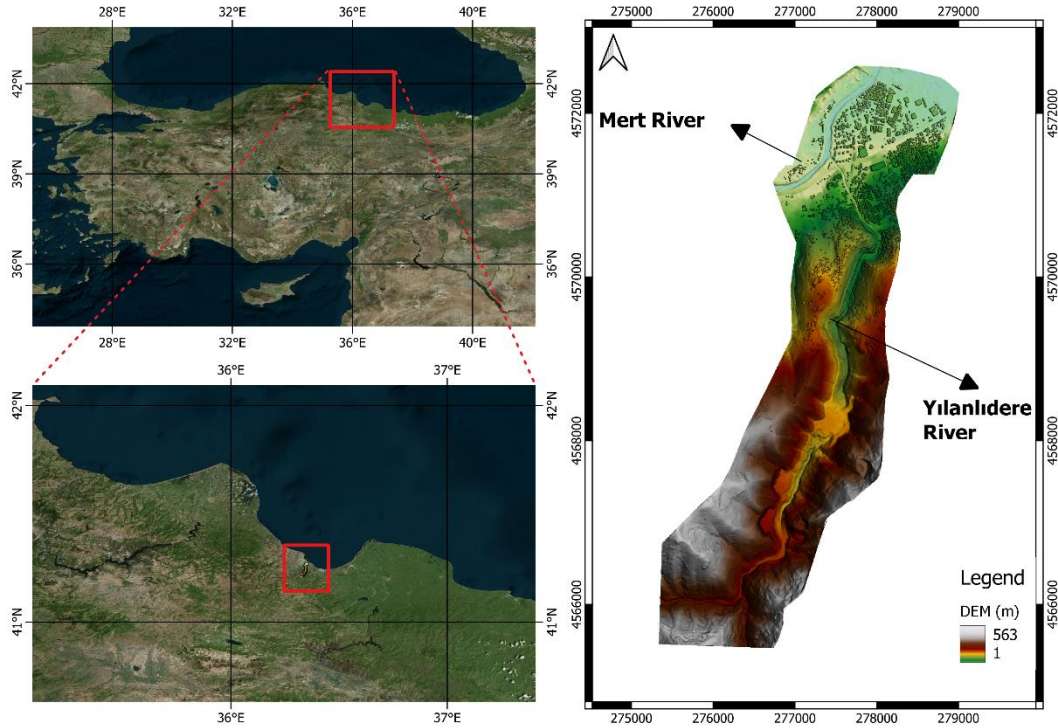 28°E
32°E
36°E
40°E
42°N
42°N
39°N
39°N
36°N
36°N
28°E
32°E
36°E
40°E
36°E
37°E
42°N
42°N
41°N
41°N
36°E
37°E
275000
276000
277000
278000
279000
4572000
4572000
4570000
4570000
4568000
4568000
4566000
4566000
Mert River
Yılanlıdere
River
Legend
DEM (m)
563
1
275000
276000
277000
278000
279000